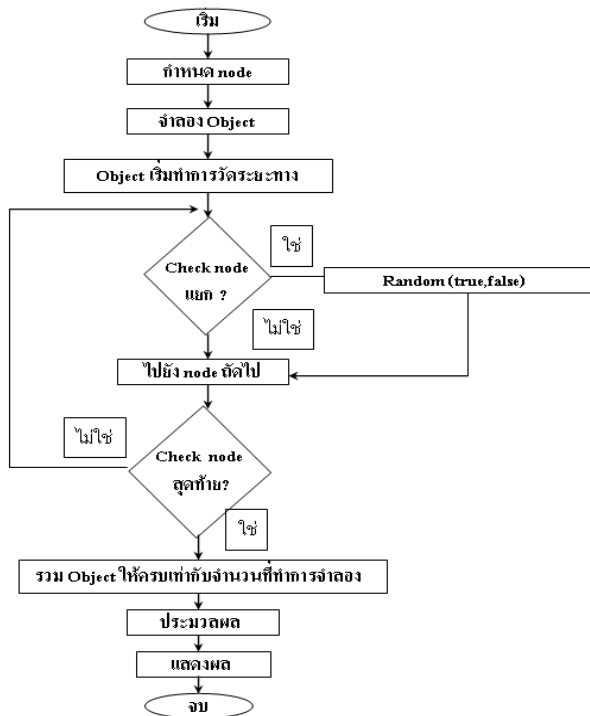 เริ่ม
กำหนด node
จำลอง Object
Object เริ่มทำการวัดระยะทาง
ใช่
Check node
แยก ?
Random (true,false)
ไม่ใช่
ไปยัง node ถัดไป
ไม่ใช่
Check node
สุดท้าย?
ใช่
รวม Object ให้ครบเท่ากับจำนวนที่ทำการจำลอง
ประมวลผล
แสดงผล
จบ